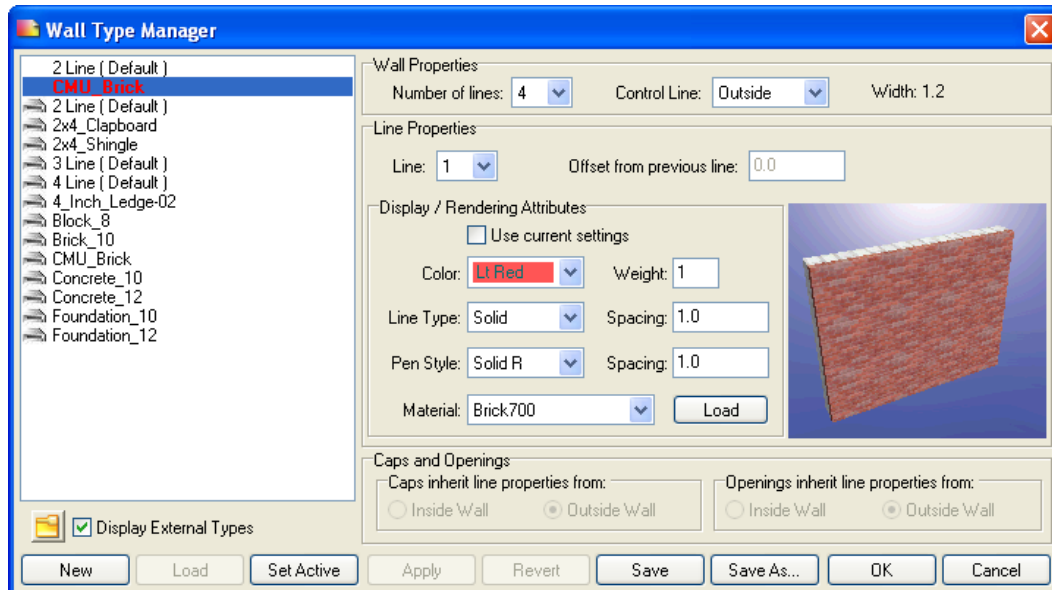 Wall Type Manager
2 Line ( Default )
CMU_Brick
2 Line ( Default )
2x4_Clapboard
2x4_Shingle
3 Line ( Default )
4 Line ( Default )
4_Inch_Ledge-02
Block_8
Brick_10
CMU_Brick
Concrete_10
Concrete_12
Foundation_10
Foundation_12
Display External Types
Wall Properties
Number of lines: 4 Control Line: Outside Width: 1.2
Line Properties
Line: 1 Offset from previous line: 0.0
Display / Rendering Attributes
Use current settings
Color: Lt Red Weight: 1
Line Type: Solid Spacing: 1.0
Pen Style: Solid R Spacing: 1.0
Material: Brick700 Load
Caps and Openings
Caps inherit line properties from: Openings inherit line properties from:
Inside Wall Outside Wall Inside Wall Outside Wall
New Load Set Active Apply Revert Save Save As... OK Cancel